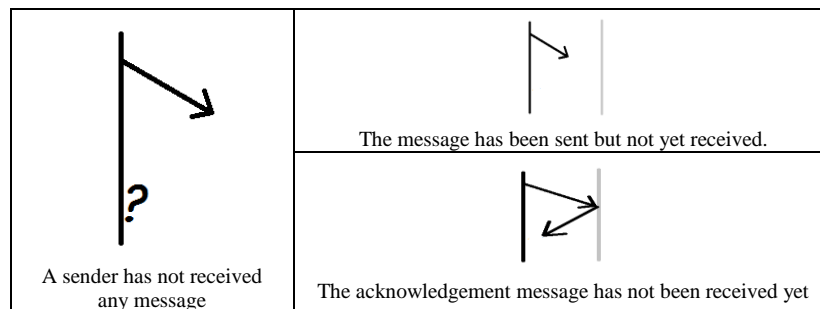 ?
A sender has not received
any message
The message has been sent but not yet received.
The acknowledgement message has not been received yet